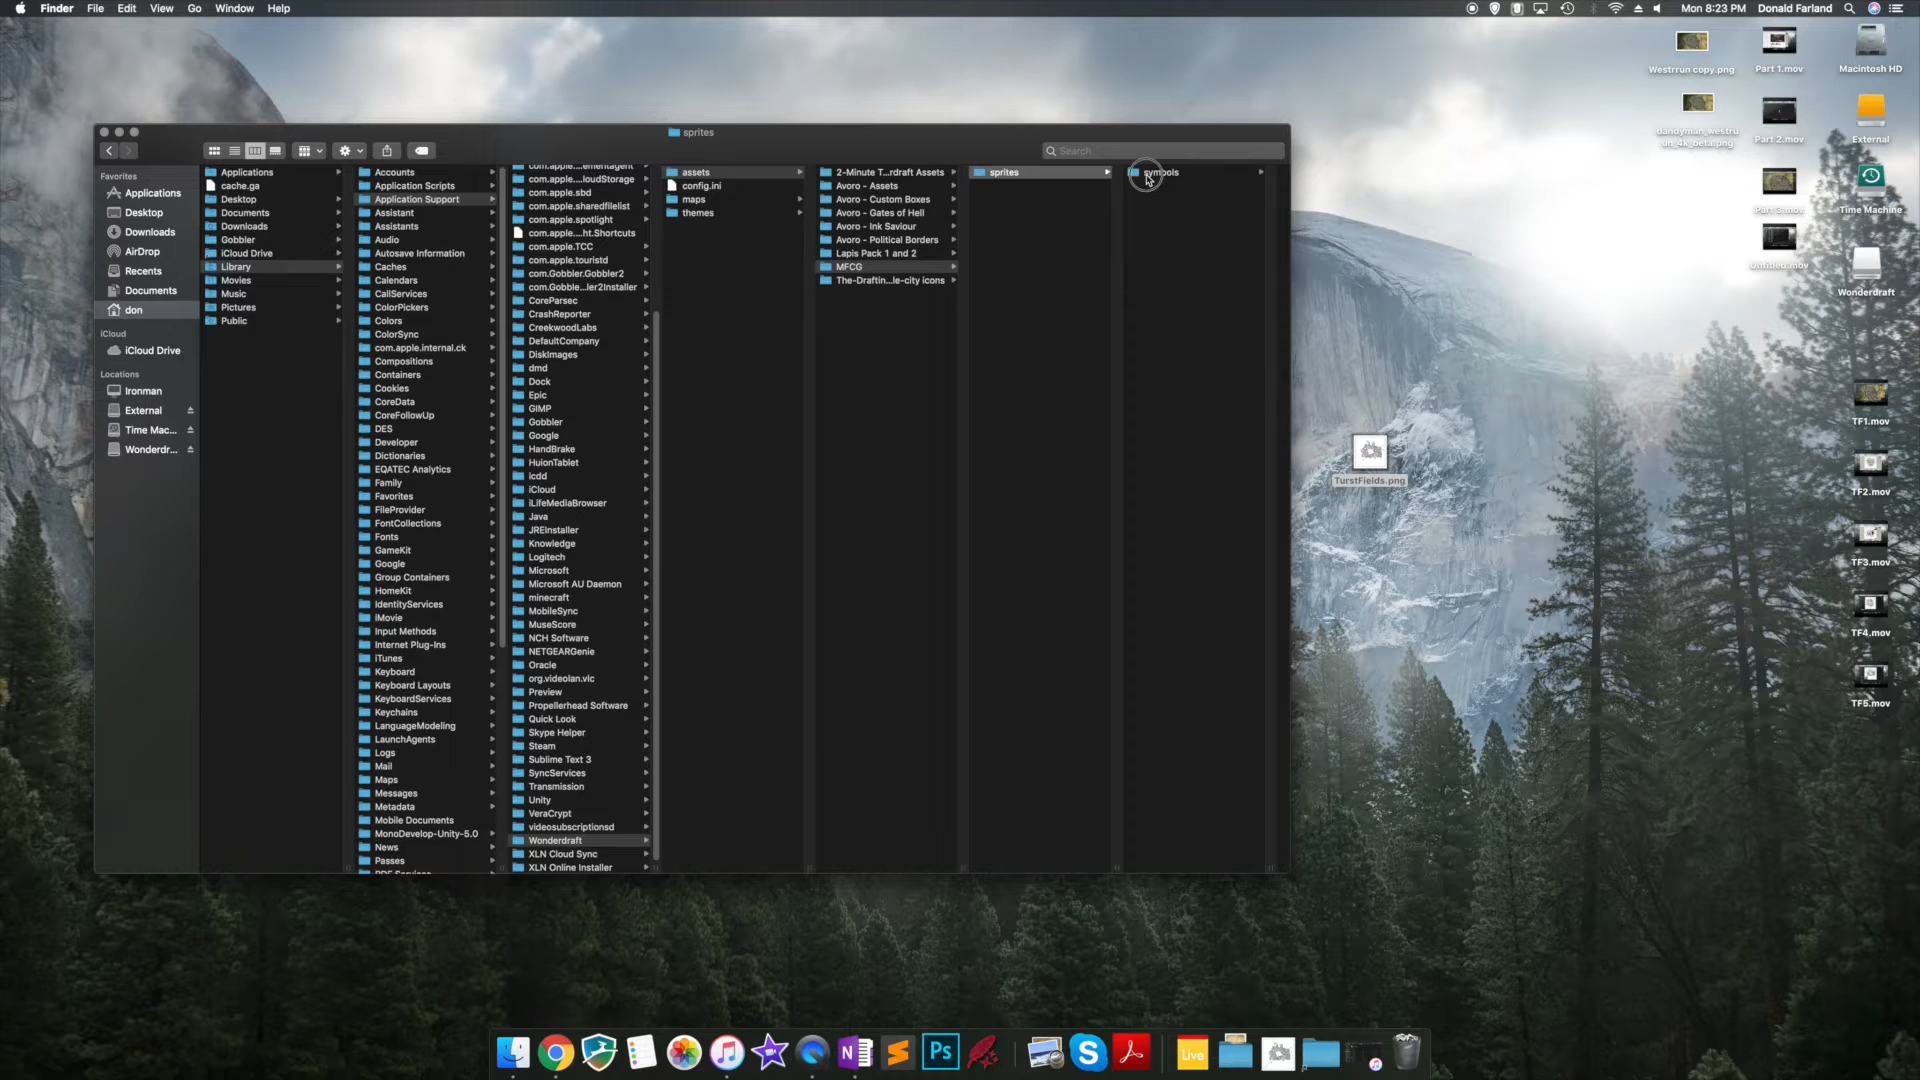 Finder File Edit View Go Window Help
Mon 8:23 PM Donald Farland
sprites
Search
Favorites
Applications
Desktop
Downloads
AirDrop
Recents
Documents
don
iCloud
iCloud Drive
Locations
Ironman
External
Time Mac...
Wonderdr...
Applications
cache.ga
Desktop
Documents
Downloads
Gobbler
iCloud Drive
Library
Movies
Music
Pictures
Public
Accounts
Application Scripts
Application Support
Assistant
Assistants
Audio
Autosave Information
Caches
Calendars
CallServices
ColorPickers
Colors
ColorSync
com.apple.internal.ck
Compositions
Containers
Cookies
CoreData
CoreFollowUp
DES
Developer
Dictionaries
EQATEC Analytics
Family
Favorites
FileProvider
FontCollections
Fonts
GameKit
Google
Group Containers
HomeKit
IdentityServices
iMovie
Input Methods
Internet Plug-Ins
iTunes
Keyboard
Keyboard Layouts
KeyboardServices
Keychains
LanguageModeling
LaunchAgents
Logs
Mail
Maps
Messages
Metadata
Mobile Documents
MonoDevelop-Unity-5.0
News
Passes
com.apple....loudStorage
com.apple.sbd
com.apple.sharedfilelist
com.apple.spotlight
com.apple....ht.Shortcuts
com.apple.TCC
com.apple.touristd
com.Gobbler.Gobbler2
com.Gobble...ler2Installer
CoreParsec
CrashReporter
CreekwoodLabs
DefaultCompany
DiskImages
dmd
Dock
Epic
GIMP
Gobbler
Google
HandBrake
HuionTablet
icdd
iCloud
iLifeMediaBrowser
Java
JREInstaller
Knowledge
Logitech
Microsoft
Microsoft AU Daemon
minecraft
MobileSync
MuseScore
NCH Software
NETGEARGenie
Oracle
org.videolan.vlc
Preview
Propellerhead Software
Quick Look
Skype Helper
Steam
Sublime Text 3
SyncServices
Transmission
Unity
VeraCrypt
videosubscriptionsd
Wonderdraft
XLN Cloud Sync
XLN Online Installer
assets
config.ini
maps
themes
2-Minute T...rdraft Assets
Avoro - Assets
Avoro - Custom Boxes
Avoro - Gates of Hell
Avoro - Ink Saviour
Avoro - Political Borders
Lapis Pack 1 and 2
MFCG
The-Draftin...le-city icons
sprites
symbols
TurstFields.png
Westrrun copy.png
dandyman_westru
un_4k_beta.png
Part 1.mov
Part 2.mov
Part 3.mov
Untitled.mov
Macintosh HD
External
Time Machine
Wonderdraft
TF1.mov
TF2.mov
TF3.mov
TF4.mov
TF5.mov
Ps
Live